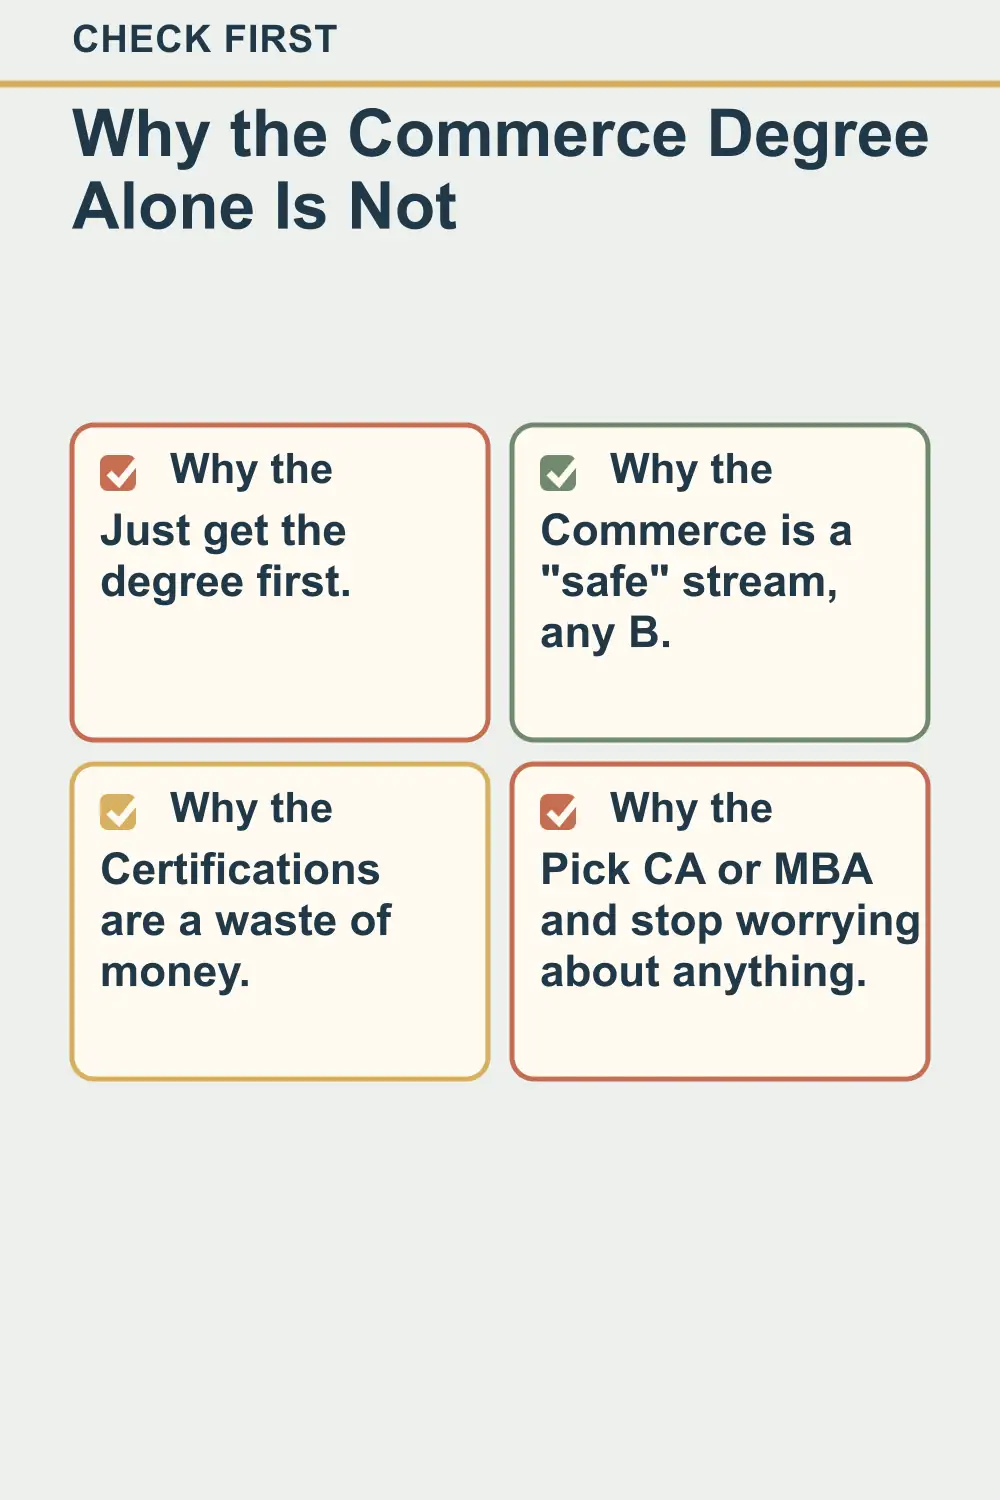 CHECK FIRST
Why the Commerce Degree
Alone Is Not
Why the
Just get the
degree first.
Why the
Commerce is a
"safe" stream,
any B.
Why the
Certifications
are a waste of
money.
Why the
Pick CA or MBA
and stop worrying
about anything.